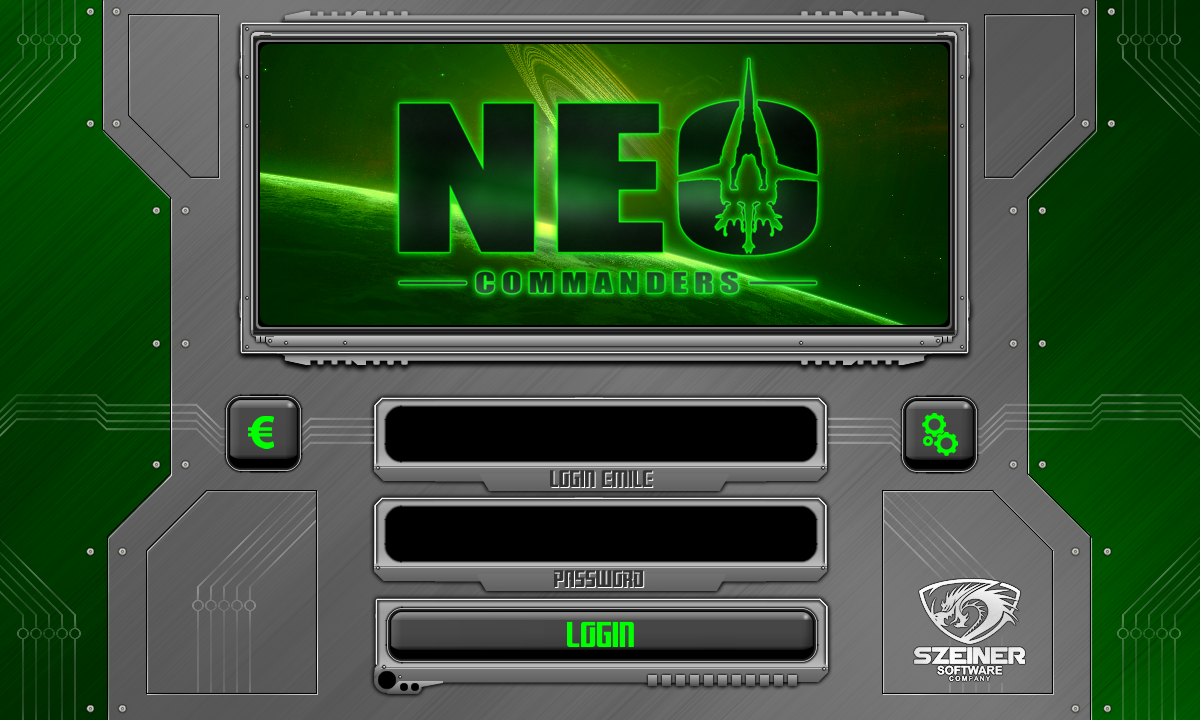 NEO
COMMANDERS
€
LOGIN EMILE
PASSWORD
LOGIN
SZEINER
SOFTWARE
COMPANY